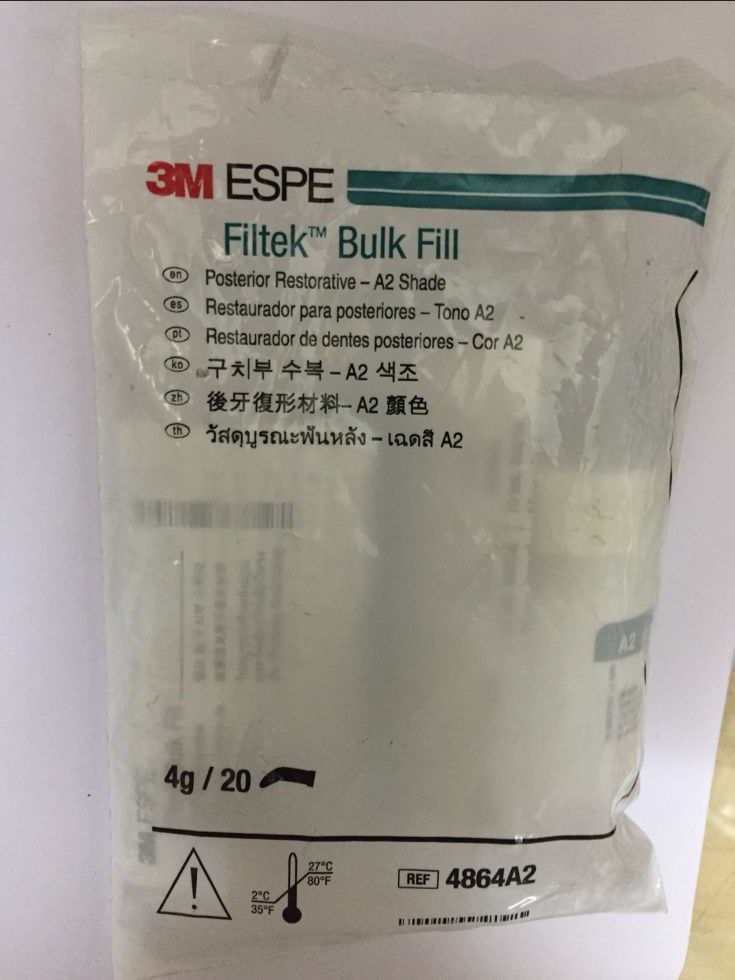 3M ESPE
Filtek™ Bulk Fill
en Posterior Restorative – A2 Shade
es Restaurador para posteriores – Tono A2
pt Restaurador de dentes posteriores – Cor A2
ko 구치부 수복 – A2 색조
zh 後牙復形材料– A2 顏色
th วัสดุบูรณะฟันหลัง – เฉดสี A2
A2
4g / 20
27°C
80°F
2°C
35°F
REF 4864A2